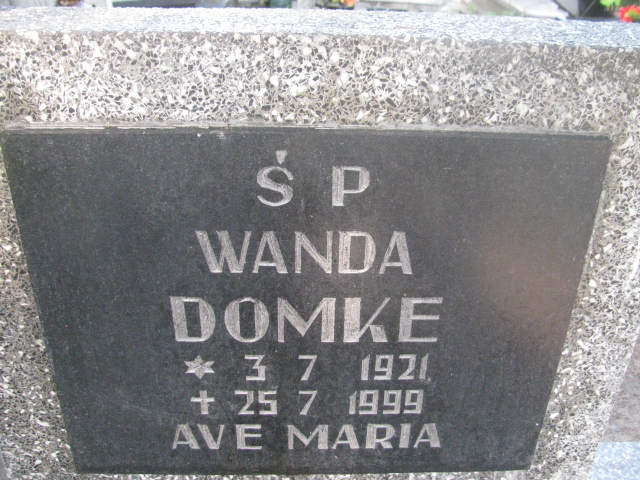 Ś P
WANDA
DOMKE
* 3 7 1921
+ 25 7 1999
AVE MARIA